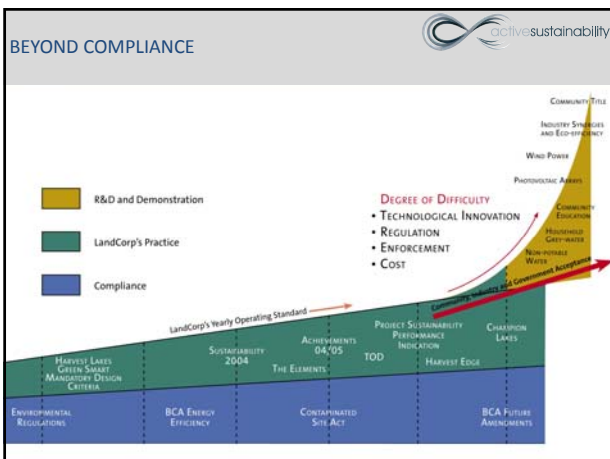 BEYOND COMPLIANCE
activesustainability
COMMUNITY TITLE
INDUSTRY SYNERGIES
AND ECO-EFFICIENCY
WIND POWER
PHOTOVOLTAIC ARRAYS
COMMUNITY
EDUCATION
HOUSEHOLD
GREY-WATER
NON-POTABLE
WATER
R&D and Demonstration
LandCorp's Practice
Compliance
DEGREE OF DIFFICULTY
• TECHNOLOGICAL INNOVATION
• REGULATION
• ENFORCEMENT
• COST
Community, Industry and Government Acceptance
LandCorp's Yearly Operating Standard
HARVEST LAKES
GREEN SMART
MANDATORY DESIGN
CRITERIA
SUSTAITIABILITY
2004
THE ELEMENTS
ACHIEVEMENTS
04/05
TOD
PROJECT SUSTAINABILITY
PERFORMANCE
INDICATION
HARVEST EDGE
CHAMPION
LAKES
ENVIRONMENTAL
REGULATIONS
BCA ENERGY
EFFICIENCY
CONTAMINATED
SITE ACT
BCA FUTURE
AMENDMENTS